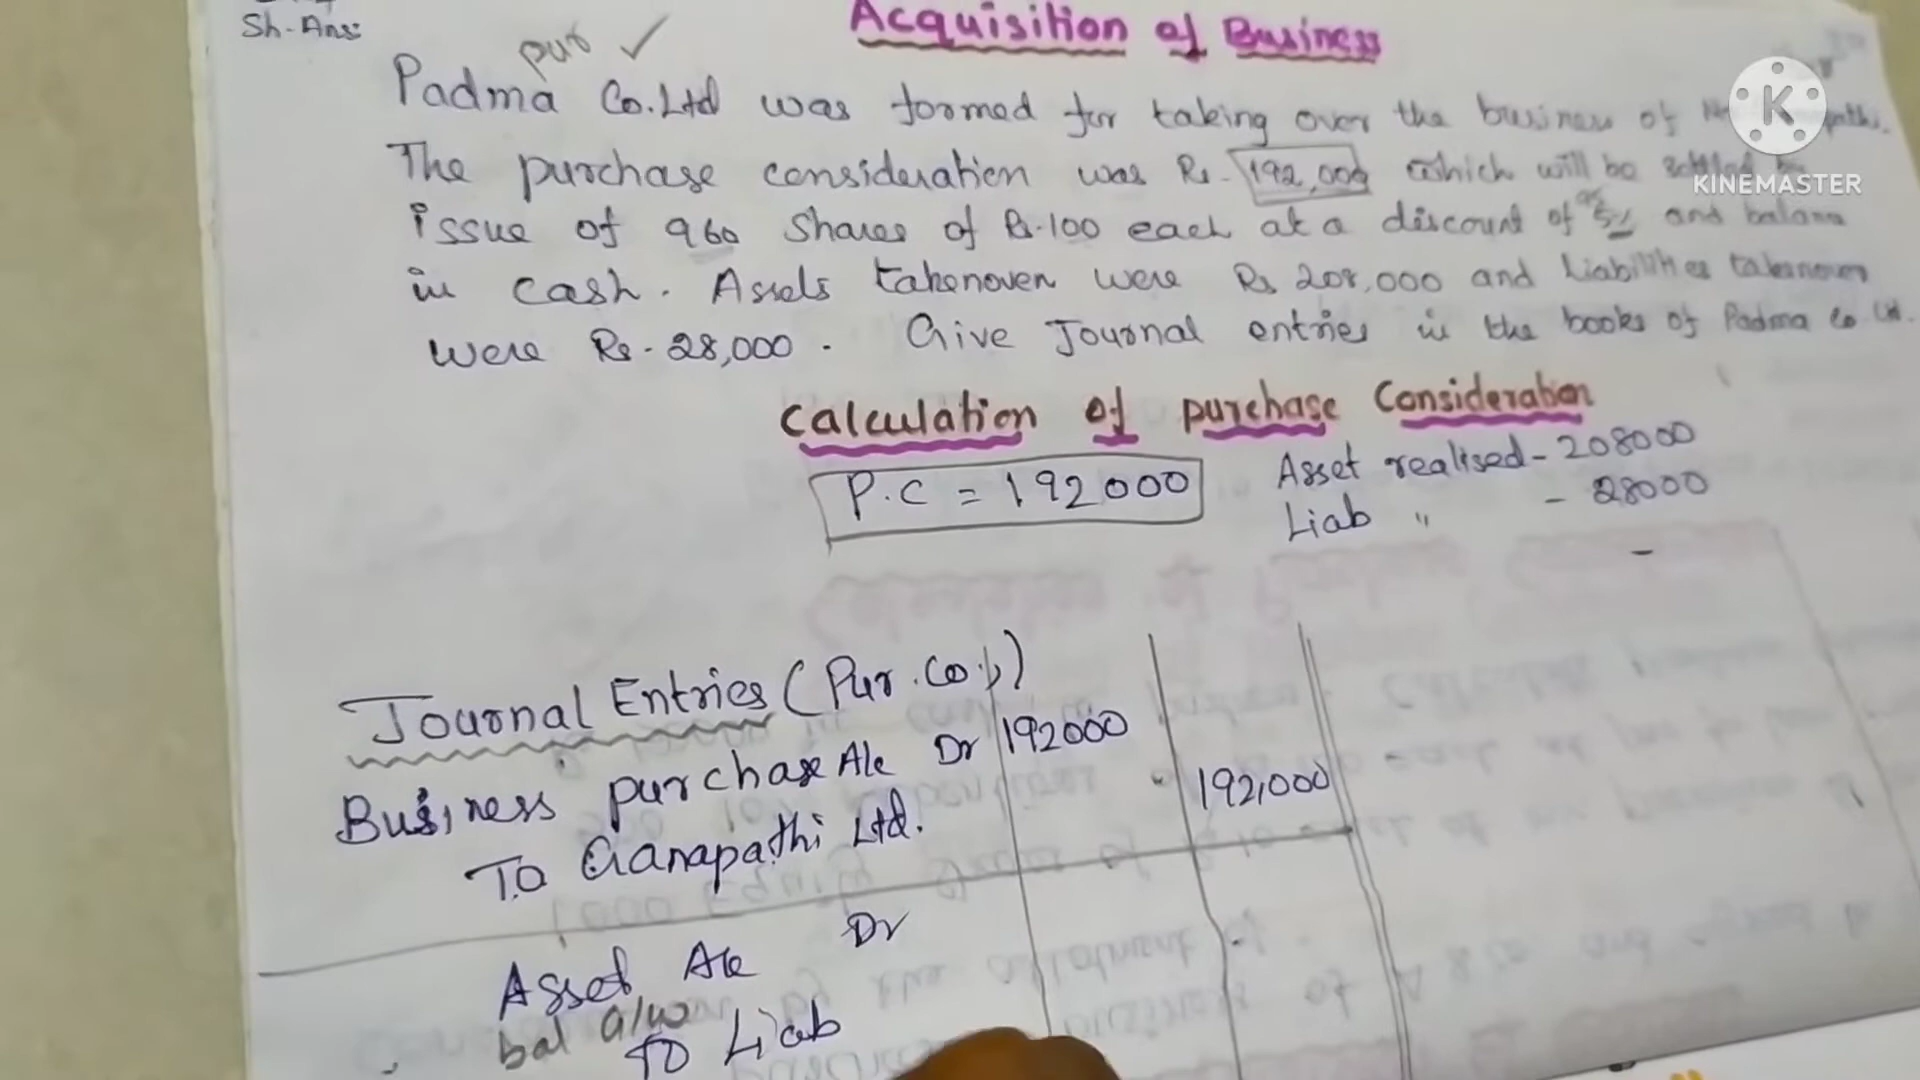 Sh-Ans:
Acquisition of Business
pur ✓
Padma Co.Ltd was formed for taking over the business of
The purchase consideration was Rs. 192,000 which will be settled by
issue of 960 Shares of Rs.100 each at a discount of 5% and balance
in cash. Assets takenover were Rs 208,000 and liabilities takenover
were Rs. 28,000. Give Journal entries in the books of Padma Co Ltd.
K
KINEMASTER
Calculation of purchase Consideration
P.C = 192000
Asset realised - 208000
Liab " - 28000
-
Journal Entries (Pur.Co.)
Business purchase A/c Dr 192000
To Ganapathi Ltd. 192,000
Asset A/c Dr
bal
To Liab